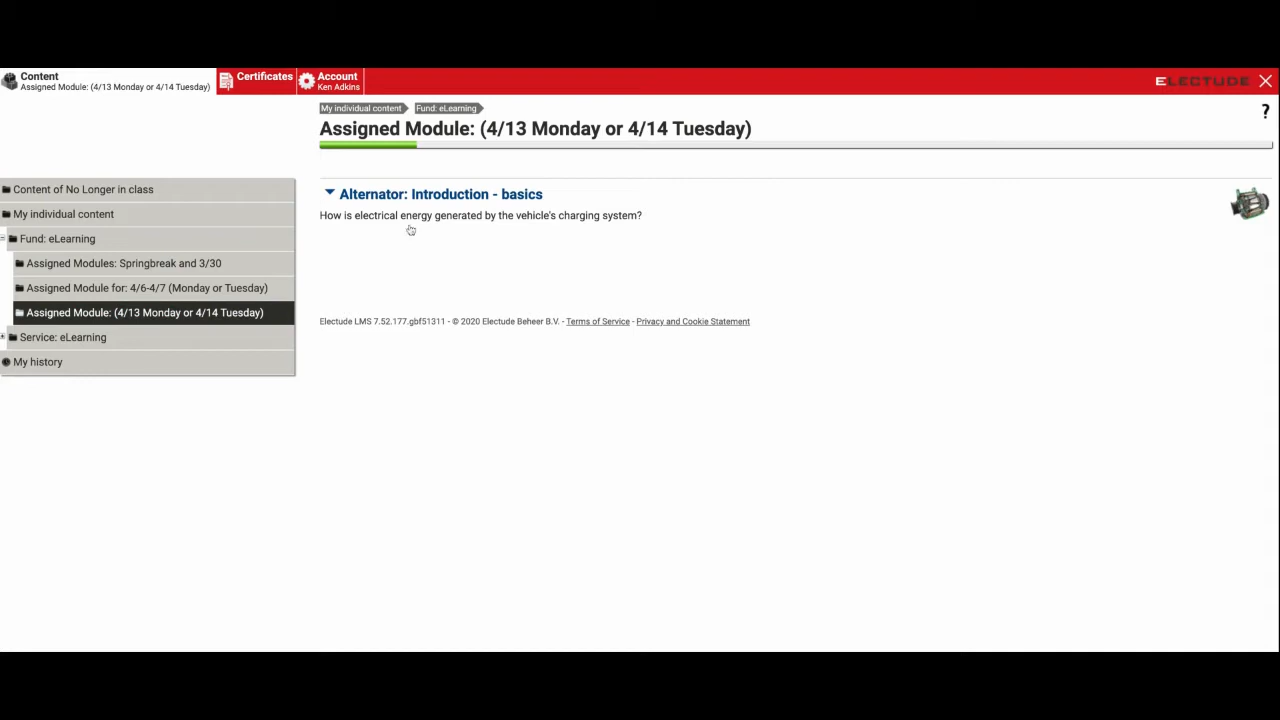 Content
Assigned Module: (4/13 Monday or 4/14 Tuesday)
Certificates
Account
Ken Adkins
ELECTUDE
My individual content
Fund: eLearning
?
Assigned Module: (4/13 Monday or 4/14 Tuesday)
Content of No Longer in class
My individual content
Fund: eLearning
Assigned Modules: Springbreak and 3/30
Assigned Module for: 4/6-4/7 (Monday or Tuesday)
Assigned Module: (4/13 Monday or 4/14 Tuesday)
Service: eLearning
My history
Alternator: Introduction - basics
How is electrical energy generated by the vehicle's charging system?
Electude LMS 7.52.177.gbf51311 - © 2020 Electude Beheer B.V. - Terms of Service - Privacy and Cookie Statement